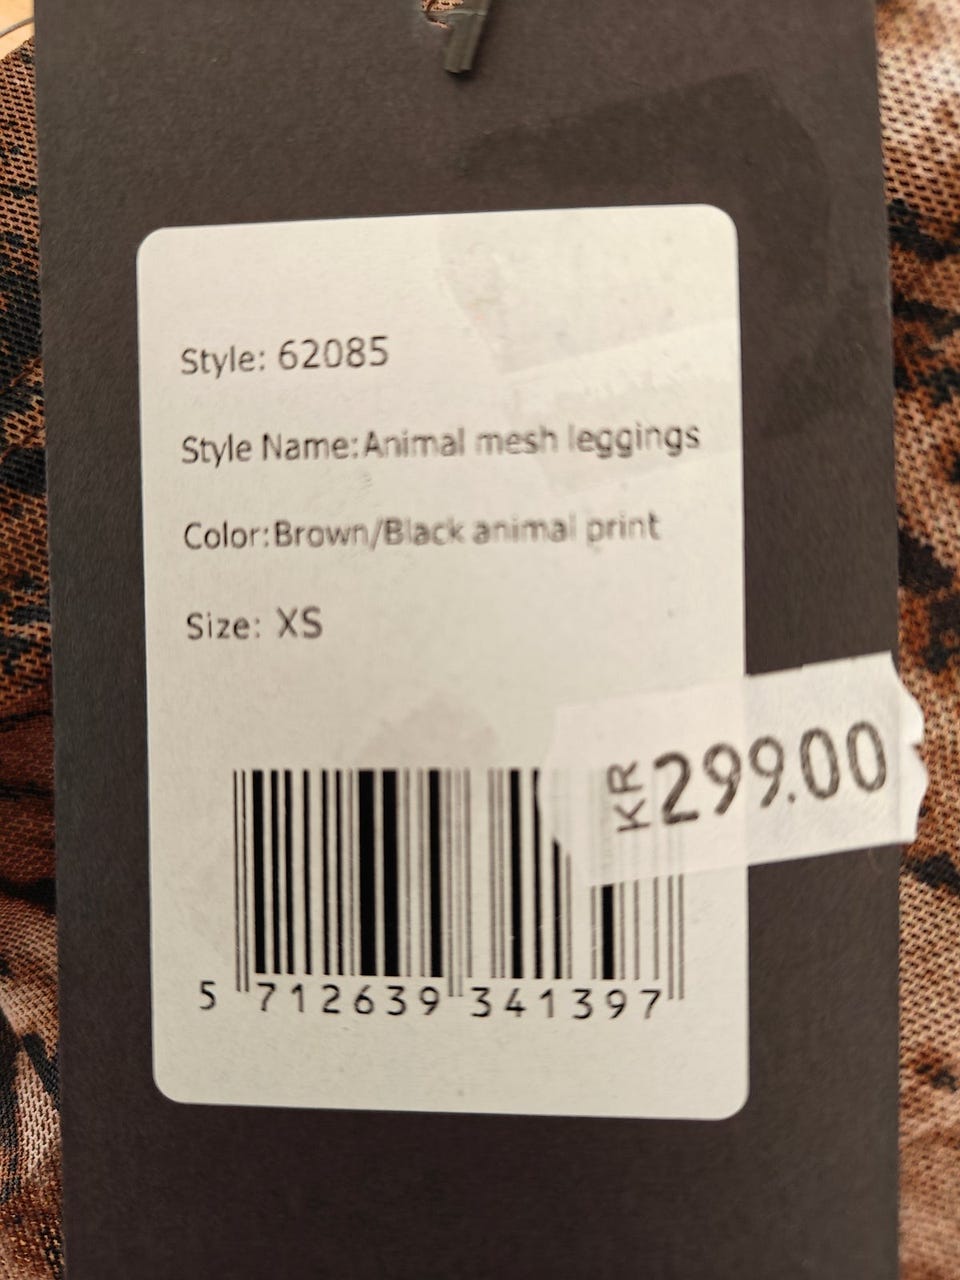 Style: 62085
Style Name:Animal mesh leggings
Color:Brown/Black animal print
Size: XS
KR 299.00
5 712639 341397